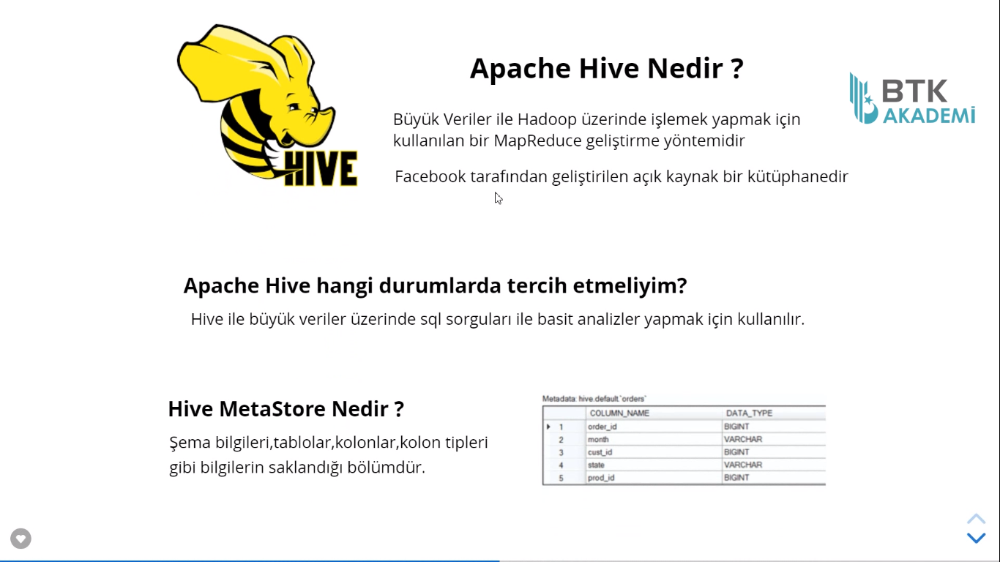 HIVE
Apache Hive Nedir ?
BTK
AKADEMİ
Büyük Veriler ile Hadoop üzerinde işlemek yapmak için
kullanılan bir MapReduce geliştirme yöntemidir
Facebook tarafından geliştirilen açık kaynak bir kütüphanedir
Apache Hive hangi durumlarda tercih etmeliyim?
Hive ile büyük veriler üzerinde sql sorguları ile basit analizler yapmak için kullanılır.
Hive MetaStore Nedir ?
Şema bilgileri,tablolar,kolonlar,kolon tipleri
gibi bilgilerin saklandığı bölümdür.
Metadata: hive.default.`orders`
COLUMN_NAME DATA_TYPE
1 order_id BIGINT
2 month VARCHAR
3 cust_id BIGINT
4 state VARCHAR
5 prod_id BIGINT